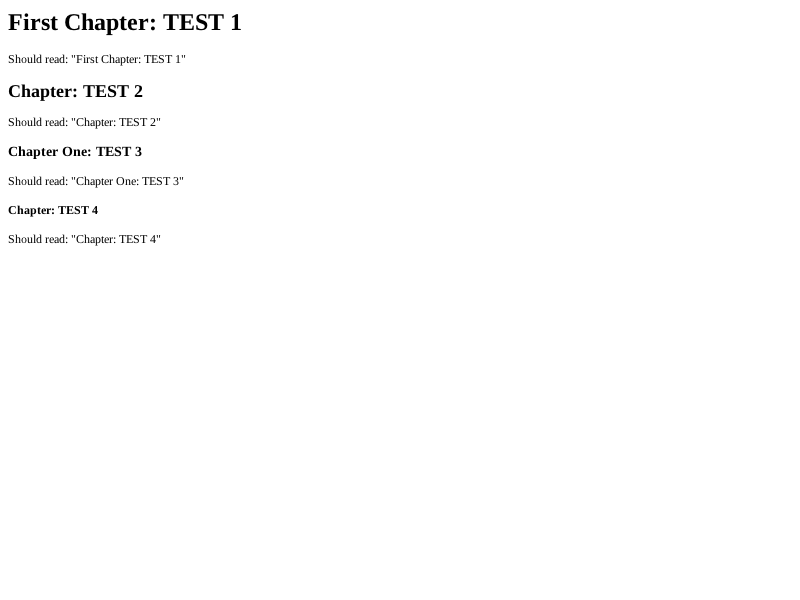 First Chapter: TEST 1
Should read: "First Chapter: TEST 1"
Chapter: TEST 2
Should read: "Chapter: TEST 2"
Chapter One: TEST 3
Should read: "Chapter One: TEST 3"
Chapter: TEST 4
Should read: "Chapter: TEST 4"